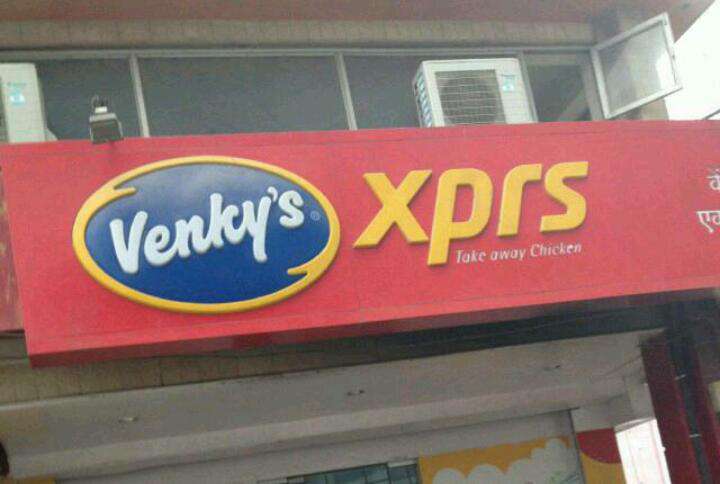 Venky's®
xprs
Take away Chicken